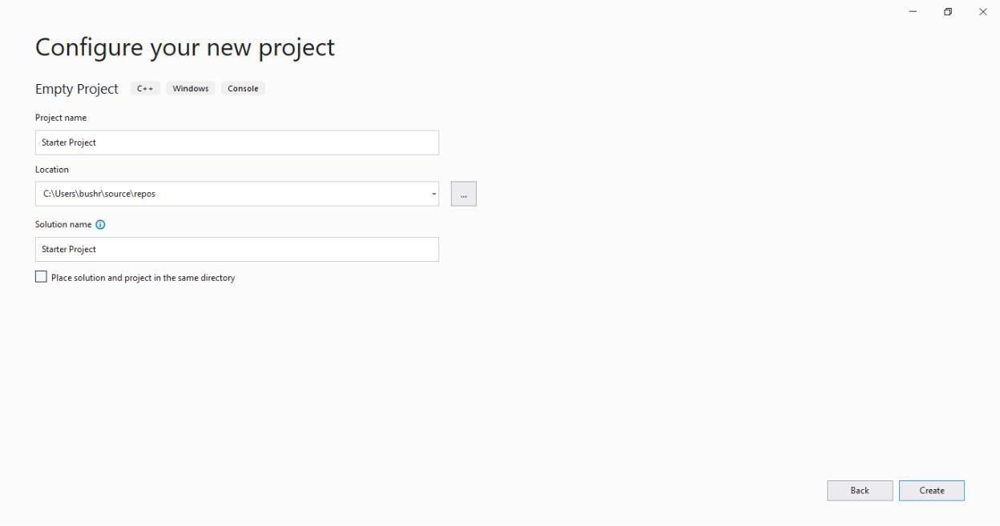 Configure your new project
Empty Project C++ Windows Console
Project name
Starter Project
Location
C:\Users\bushr\source\repos
...
Solution name
Starter Project
Place solution and project in the same directory
Back Create